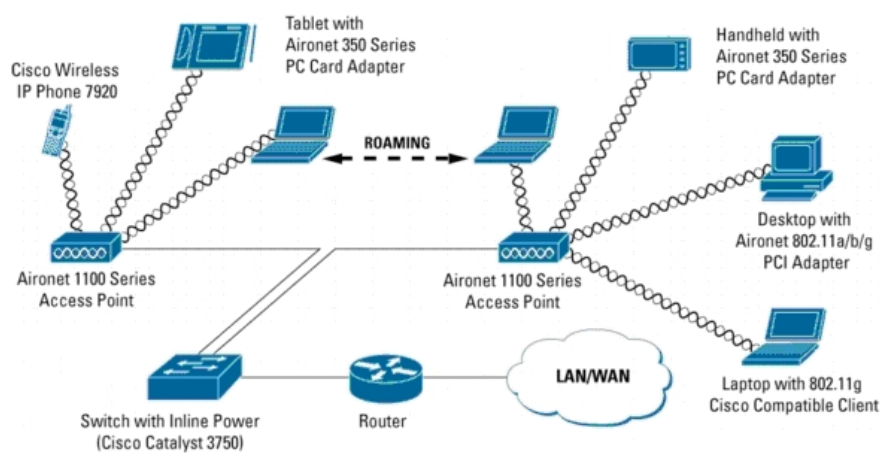 Tablet with
Aironet 350 Series
PC Card Adapter
Handheld with
Aironet 350 Series
PC Card Adapter
Cisco Wireless
IP Phone 7920
ROAMING
Desktop with
Aironet 802.11a/b/g
PCI Adapter
Aironet 1100 Series
Access Point
Aironet 1100 Series
Access Point
LAN/WAN
Laptop with 802.11g
Cisco Compatible Client
Switch with Inline Power
(Cisco Catalyst 3750)
Router